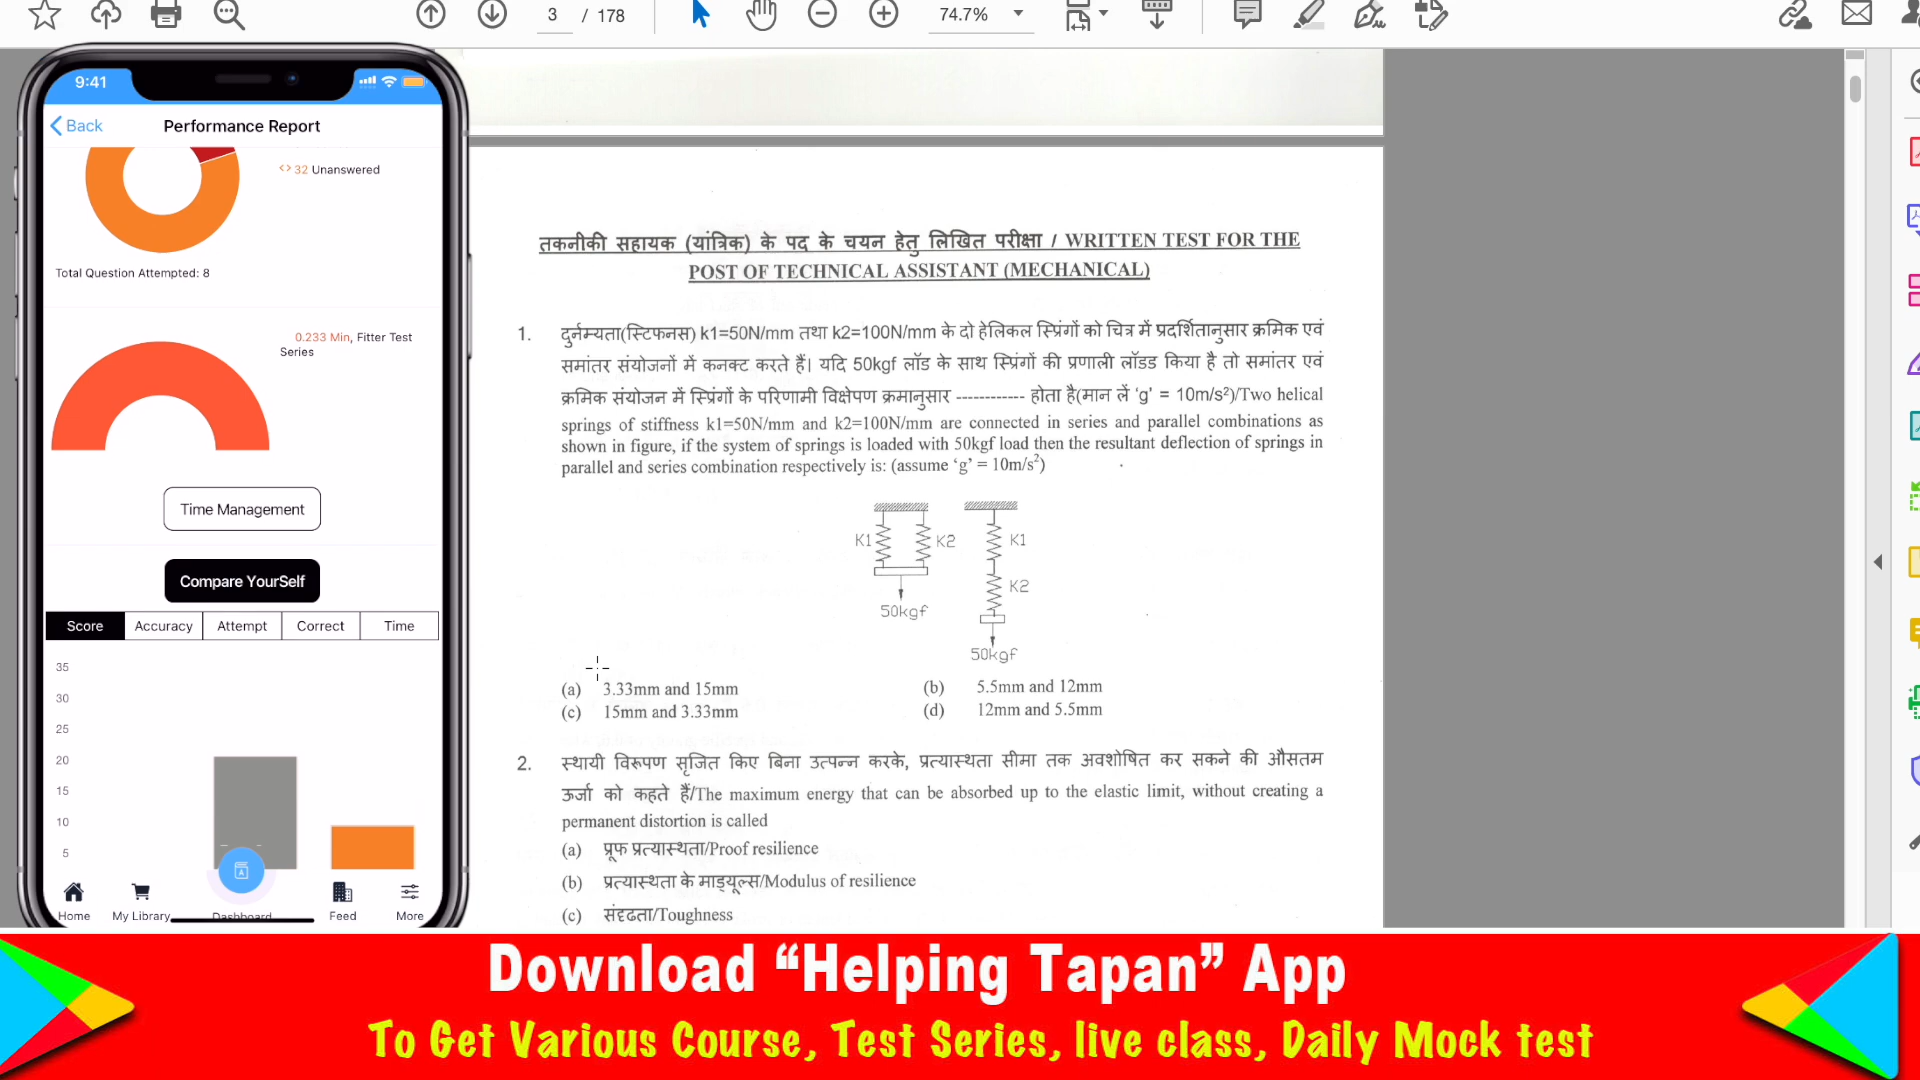 3 / 178
74.7%
9:41
Back
Performance Report
<> 32 Unanswered
Total Question Attempted: 8
0.233 Min, Fitter Test
Series
Time Management
Compare YourSelf
Score Accuracy Attempt Correct Time
35
30
25
20
15
10
5
Home My Library Dashboard Feed More
तकनीकी सहायक (यांत्रिक) के पद के चयन हेतु लिखित परीक्षा / WRITTEN TEST FOR THE
POST OF TECHNICAL ASSISTANT (MECHANICAL)
1. दुर्नम्यता(स्टिफनस) k1=50N/mm तथा k2=100N/mm के दो हेलिकल स्प्रिंगों को चित्र में प्रदर्शितानुसार क्रमिक एवं
समांतर संयोजनों में कनक्ट करते हैं। यदि 50kgf लॉड के साथ स्प्रिंगों की प्रणाली लॉडड किया है तो समांतर एवं
क्रमिक संयोजन में स्प्रिंगों के परिणामी विक्षेपण क्रमानुसार ------------ होता है(मान लें ‘g’ = 10m/s²)/Two helical
springs of stiffness k1=50N/mm and k2=100N/mm are connected in series and parallel combinations as
shown in figure, if the system of springs is loaded with 50kgf load then the resultant deflection of springs in
parallel and series combination respectively is: (assume ‘g’ = 10m/s²)
K1 K2 K1
K2
50kgf
50kgf
(a) 3.33mm and 15mm (b) 5.5mm and 12mm
(c) 15mm and 3.33mm (d) 12mm and 5.5mm
2. स्थायी विरूपण सृजित किए बिना उत्पन्न करके, प्रत्यास्थता सीमा तक अवशोषित कर सकने की औसतम
ऊर्जा को कहते हैं/The maximum energy that can be absorbed up to the elastic limit, without creating a
permanent distortion is called
(a) प्रूफ प्रत्यास्थता/Proof resilience
(b) प्रत्यास्थता के माड्यूल्स/Modulus of resilience
(c) संदृढता/Toughness
Download “Helping Tapan” App
To Get Various Course, Test Series, live class, Daily Mock test